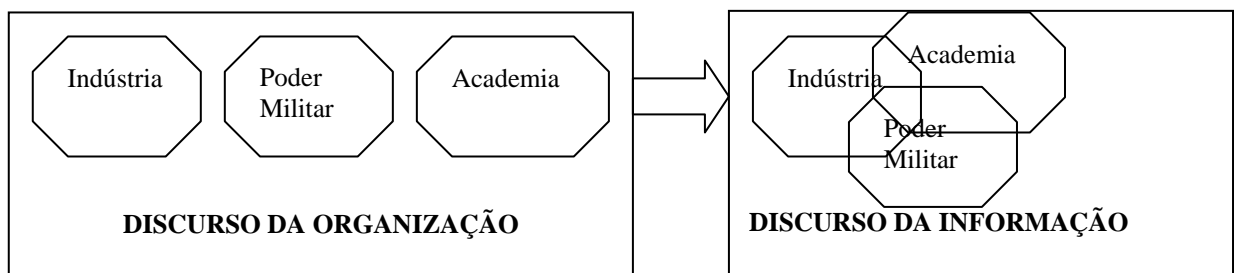 Indústria
Poder
Militar
Academia
DISCURSO DA ORGANIZAÇÃO
Academia
Indústria
Poder
Militar
DISCURSO DA INFORMAÇÃO